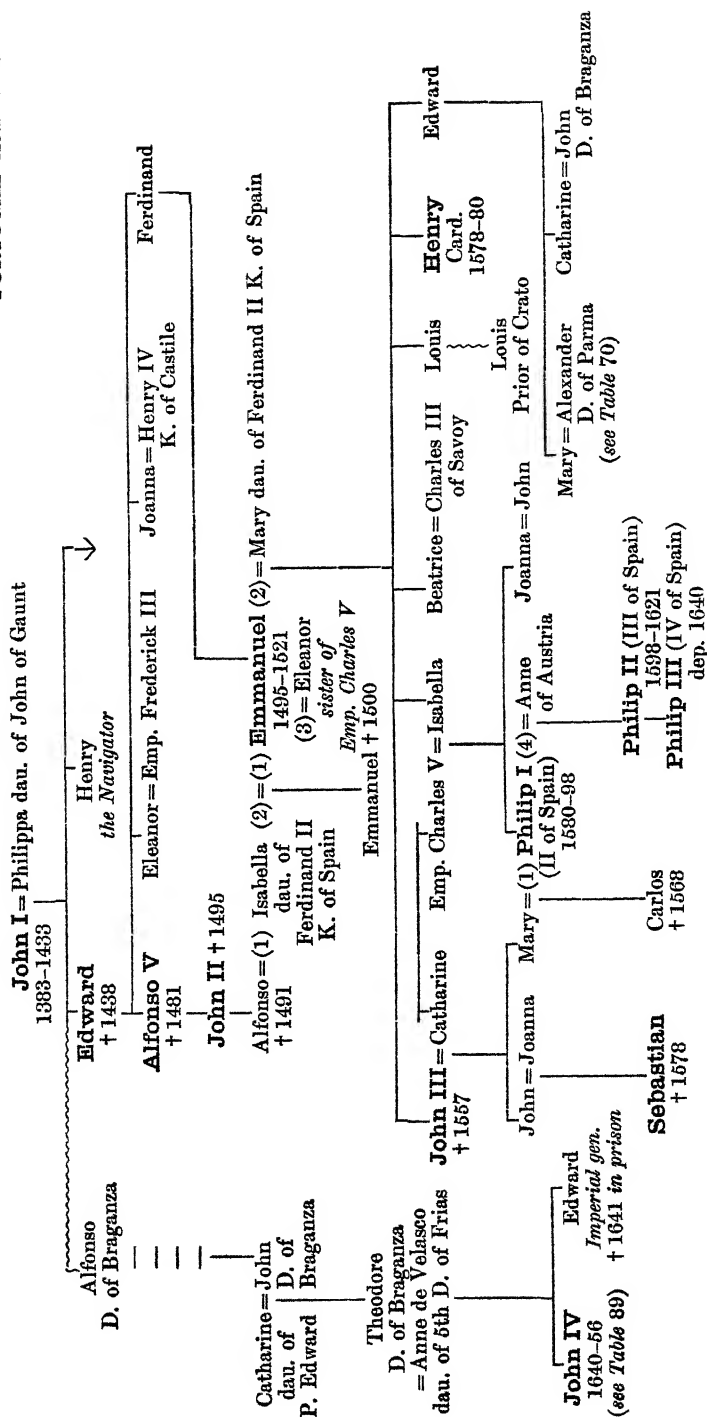 John I = Philippa dau. of John of Gaunt
1383–1433
Alfonso
D. of Braganza
Edward
†1438
Henry
the Navigator
Alfonso V
†1481
Eleanor = Emp. Frederick III
Joanna = Henry IV
K. of Castile
Ferdinand
John II †1495
Alfonso = (1) Isabella (2) = (1) Emmanuel (2) = Mary dau. of Ferdinand II K. of Spain
†1491
dau. of
Ferdinand II
K. of Spain
1495–1521
(3) = Eleanor
sister of
Emp. Charles V
Emmanuel †1500
Catharine = John
dau. of
P. Edward
D. of
Braganza
John III = Catharine
†1557
Emp. Charles V = Isabella
Beatrice = Charles III
of Savoy
Louis
Henry
Card.
1578–80
Edward
Louis
Prior of Crato
Theodore
D. of Braganza
= Anne de Velasco
dau. of 5th D. of Frias
John = Joanna
Mary = (1) Philip I (4) = Anne
(II of Spain)
1580–98
of Austria
Joanna = John
Mary = Alexander
D. of Parma
(see Table 70)
Catharine = John
D. of Braganza
John IV
1640–56
(see Table 89)
Edward
Imperial gen.
†1641 in prison
Sebastian
†1578
Carlos
†1568
Philip II (III of Spain)
1598–1621
Philip III (IV of Spain)
dep. 1640